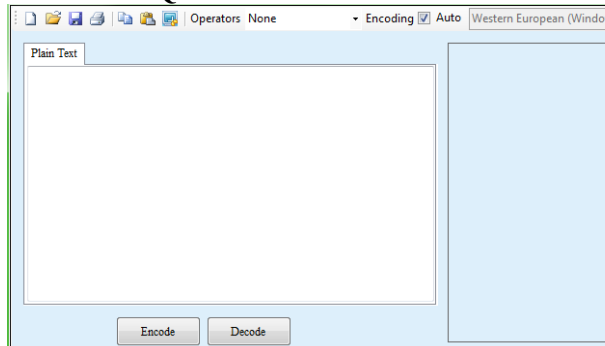 Operators None Encoding Auto Western European (Windo
Plain Text
Encode Decode